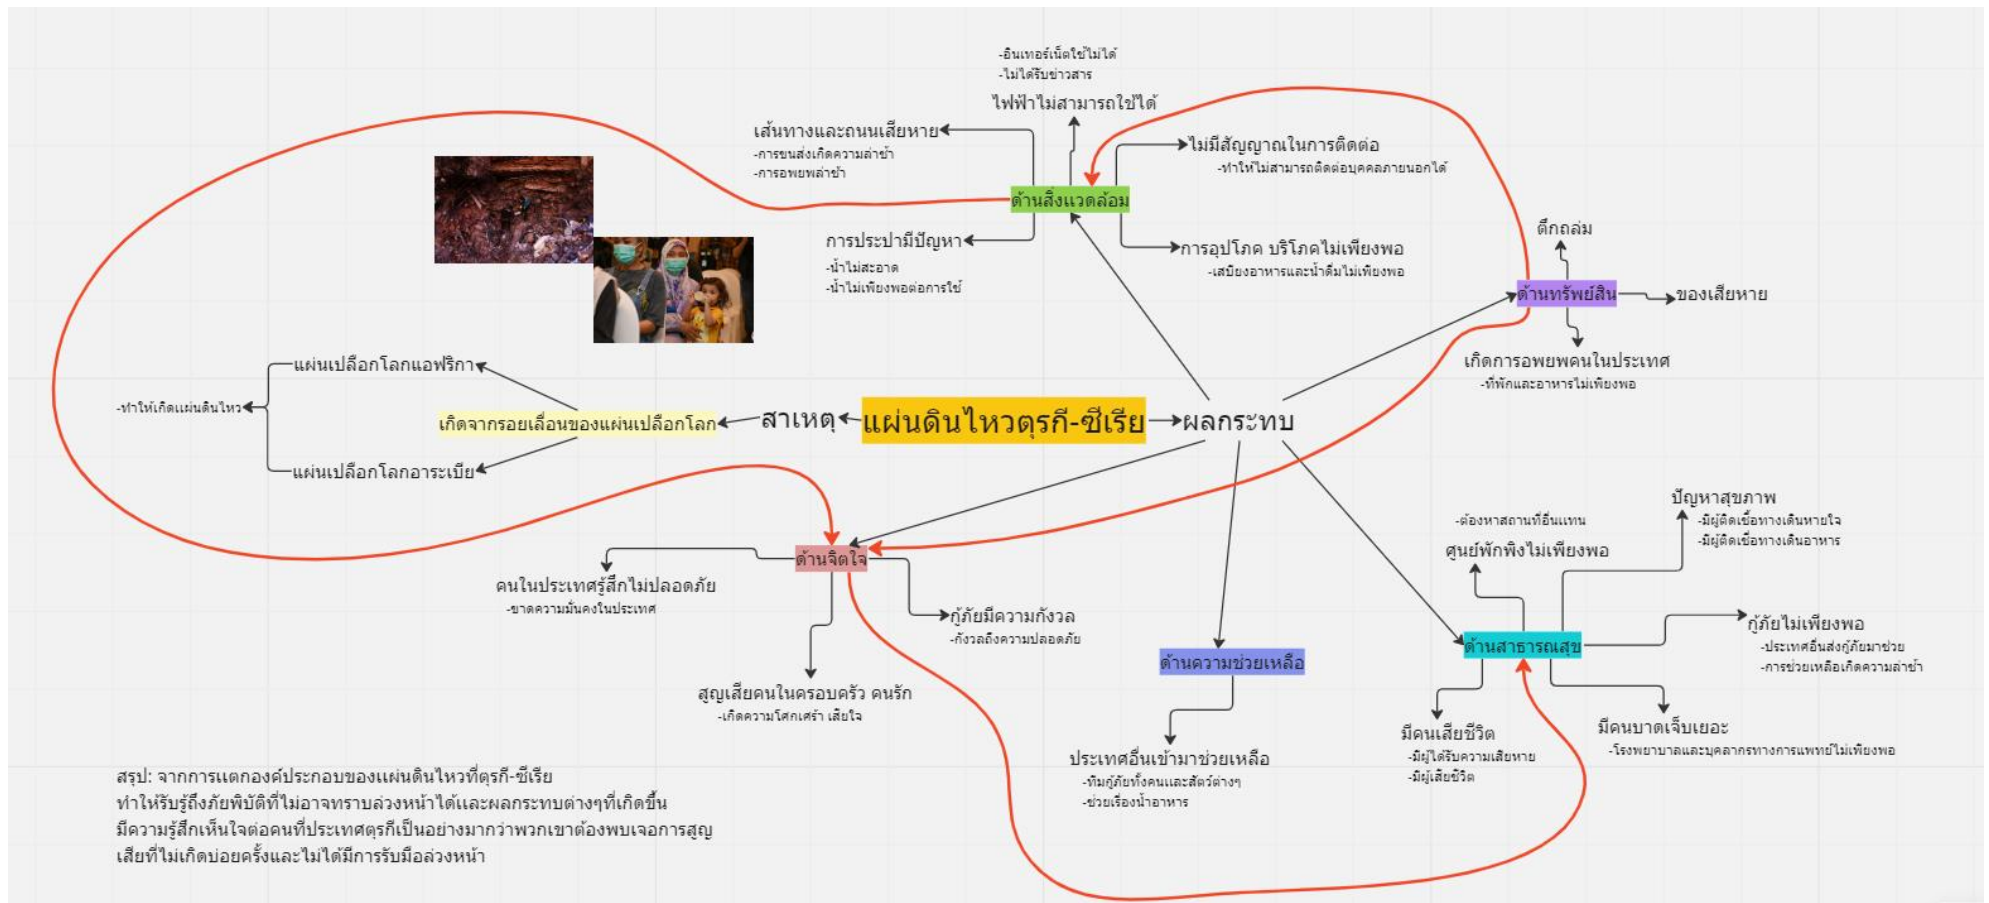 -อินเทอร์เน็ตใช้ไม่ได้
-ไม่ได้รับข่าวสาร
ไฟฟ้าไม่สามารถใช้ได้
เส้นทางและถนนเสียหาย
-การขนส่งเกิดความล่าช้า
-การอพยพล่าช้า
ไม่มีสัญญาณในการติดต่อ
-ทำให้ไม่สามารถติดต่อบุคคลภายนอกได้
ด้านสิ่งแวดล้อม
การประปามีปัญหา
-น้ำไม่สะอาด
-น้ำไม่เพียงพอต่อการใช้
การอุปโภค บริโภคไม่เพียงพอ
-เสบียงอาหารและน้ำดื่มไม่เพียงพอ
ตึกถล่ม
ด้านทรัพย์สิน
ของเสียหาย
เกิดการอพยพคนในประเทศ
-ที่พักและอาหารไม่เพียงพอ
แผ่นเปลือกโลกแอฟริกา
-ทำให้เกิดแผ่นดินไหว
เกิดจากรอยเลื่อนของแผ่นเปลือกโลก
สาเหตุ
แผ่นดินไหวตุรกี-ซีเรีย
ผลกระทบ
แผ่นเปลือกโลกอาระเบีย
ด้านจิตใจ
คนในประเทศรู้สึกไม่ปลอดภัย
-ขาดความมั่นคงในประเทศ
กู้ภัยมีความกังวล
-กังวลถึงความปลอดภัย
สูญเสียคนในครอบครัว คนรัก
-เกิดความโศกเศร้า เสียใจ
ด้านความช่วยเหลือ
ประเทศอื่นเข้ามาช่วยเหลือ
-ทีมกู้ภัยทั้งคนและสัตว์ต่างๆ
-ช่วยเรื่องน้ำอาหาร
ปัญหาสุขภาพ
-มีผู้ติดเชื้อทางเดินหายใจ
-มีผู้ติดเชื้อทางเดินอาหาร
-ต้องหาสถานที่อื่นแทน
ศูนย์พักพิงไม่เพียงพอ
กู้ภัยไม่เพียงพอ
-ประเทศอื่นส่งกู้ภัยมาช่วย
-การช่วยเหลือเกิดความล่าช้า
ด้านสาธารณสุข
มีคนเสียชีวิต
-มีผู้ได้รับความเสียหาย
-มีผู้เสียชีวิต
มีคนบาดเจ็บเยอะ
-โรงพยาบาลและบุคลากรทางการแพทย์ไม่เพียงพอ
สรุป: จากการแตกองค์ประกอบของแผ่นดินไหวที่ตุรกี-ซีเรีย
ทำให้รับรู้ถึงภัยพิบัติที่ไม่อาจทราบล่วงหน้าได้และผลกระทบต่างๆที่เกิดขึ้น
มีความรู้สึกเห็นใจต่อคนที่ประเทศตุรกีเป็นอย่างมากว่าพวกเขาต้องพบเจอการสูญ
เสียที่ไม่เกิดบ่อยครั้งและไม่ได้มีการรับมือล่วงหน้า